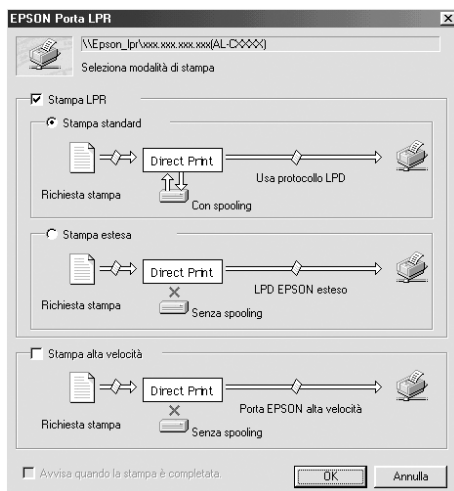 EPSON Porta LPR
\\Epson_lpr\xxx.xxx.xxx.xxx(AL-CXXXX)
Seleziona modalità di stampa
Stampa LPR
Stampa standard
Direct Print
Usa protocollo LPD
Richiesta stampa
Con spooling
Stampa estesa
Direct Print
LPD EPSON esteso
Richiesta stampa
Senza spooling
Stampa alta velocità
Direct Print
Porta EPSON alta velocità
Richiesta stampa
Senza spooling
Avvisa quando la stampa è completata.
OK
Annulla